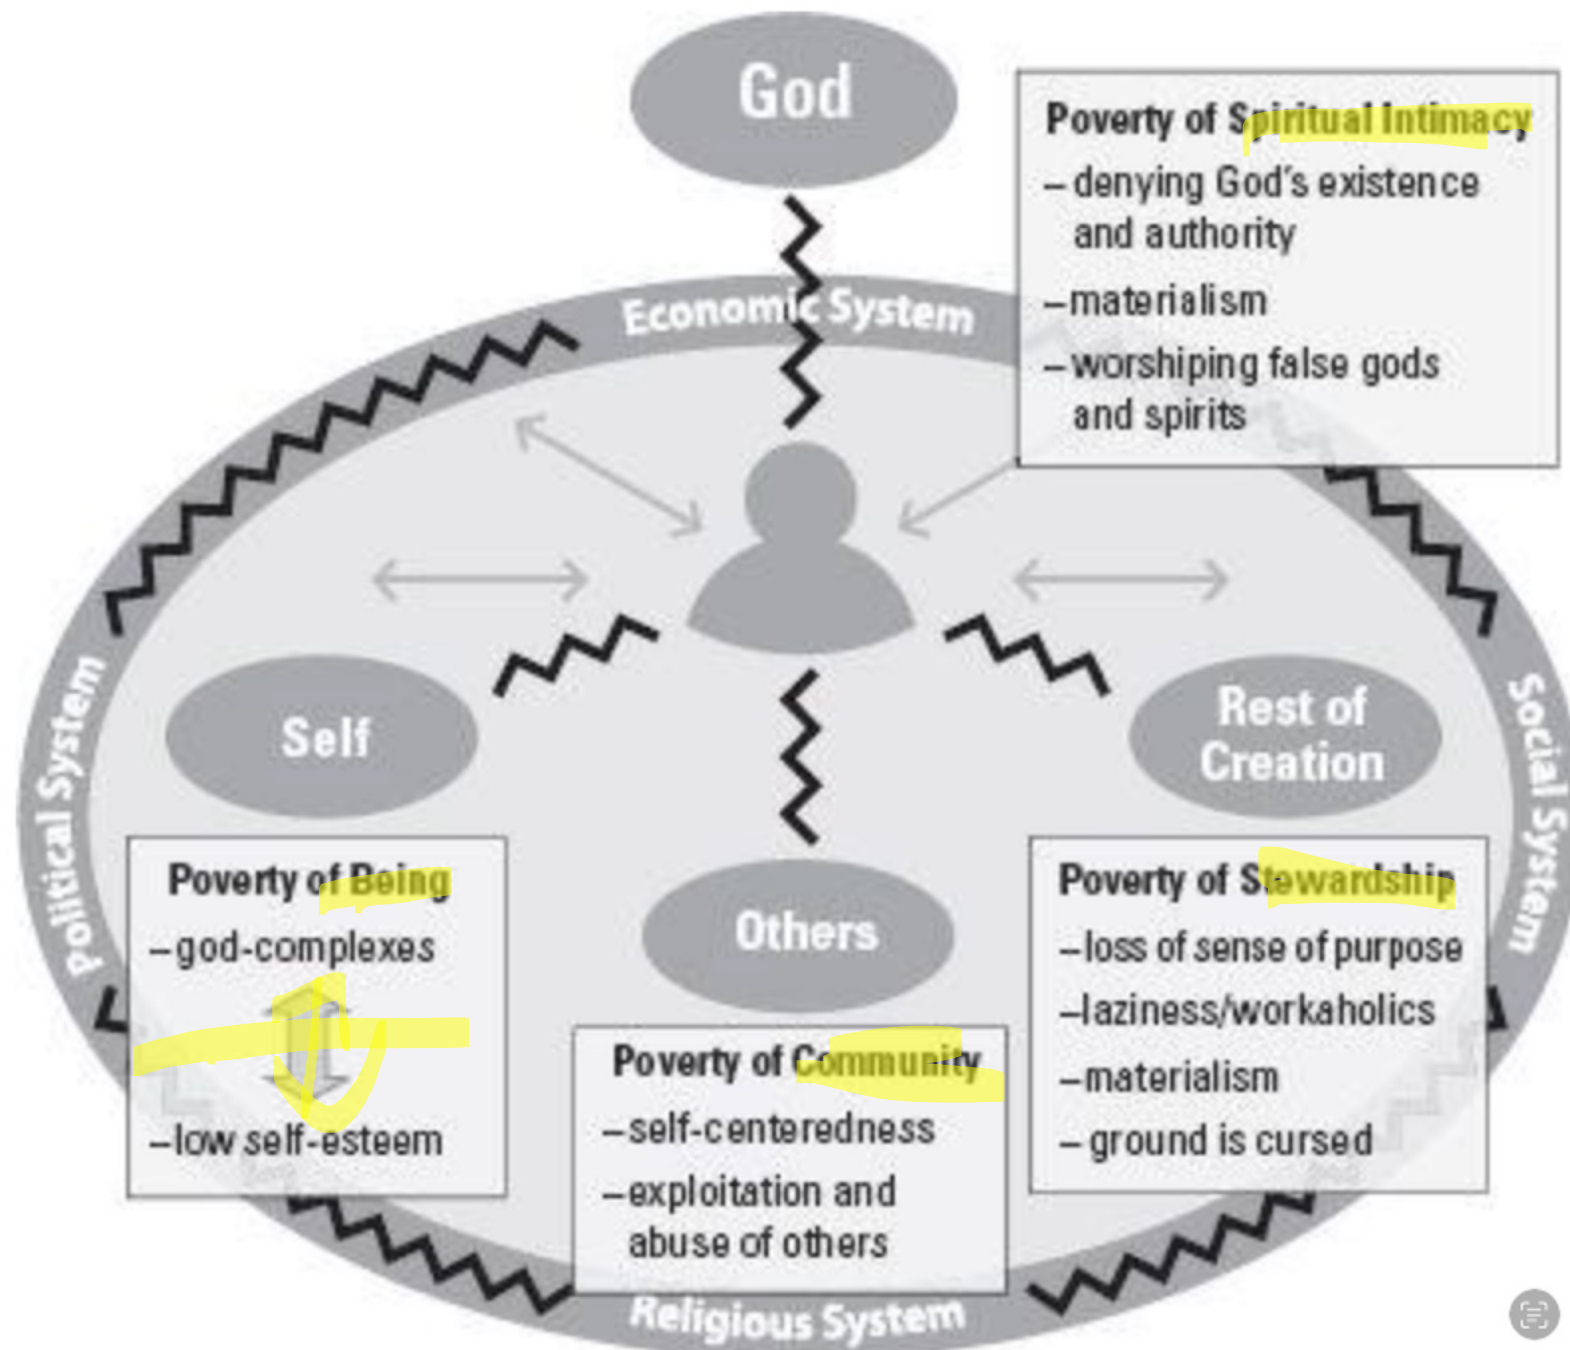 God
Poverty of Spiritual Intimacy
– denying God's existence
and authority
– materialism
– worshiping false gods
and spirits
Economic System
Political System
Social System
Self
Rest of
Creation
Others
Poverty of Being
– god-complexes
– low self-esteem
Poverty of Community
– self-centeredness
– exploitation and
abuse of others
Poverty of Stewardship
– loss of sense of purpose
– laziness/workaholics
– materialism
– ground is cursed
Religious System